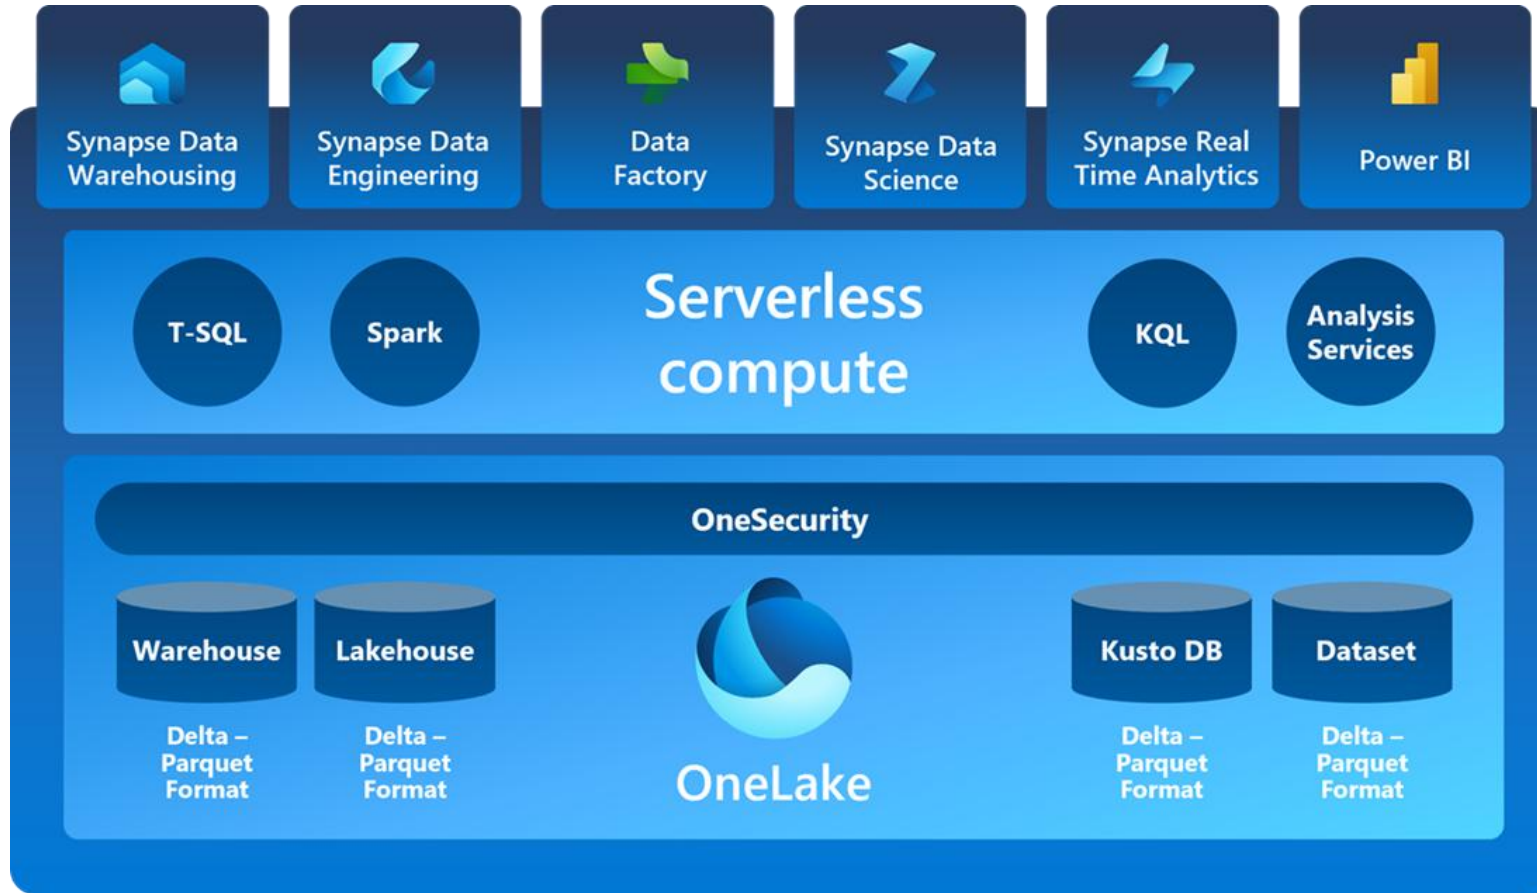 Synapse Data
Warehousing
Synapse Data
Engineering
Data
Factory
Synapse Data
Science
Synapse Real
Time Analytics
Power BI
T-SQL
Spark
Serverless
compute
KQL
Analysis
Services
OneSecurity
Warehouse
Lakehouse
Kusto DB
Dataset
Delta –
Parquet
Format
Delta –
Parquet
Format
OneLake
Delta –
Parquet
Format
Delta –
Parquet
Format